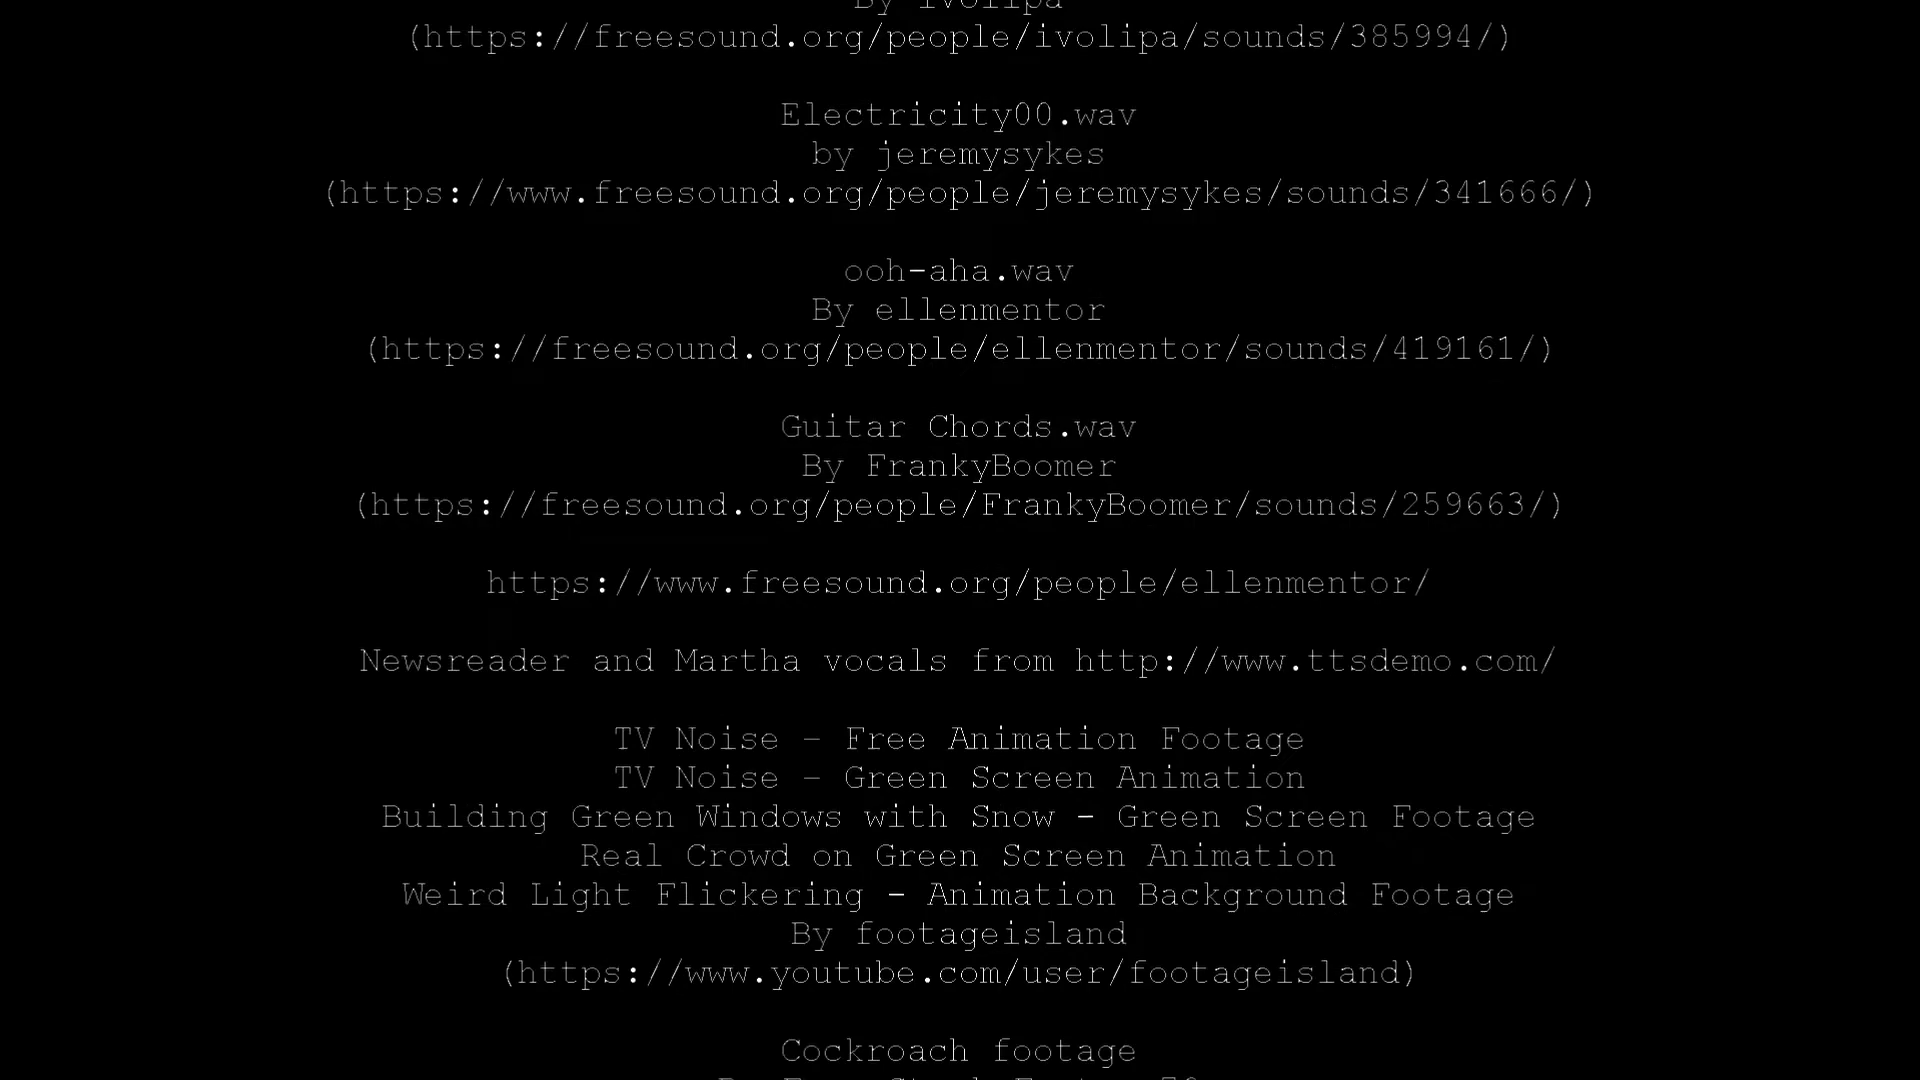 By ivolipa
(https://freesound.org/people/ivolipa/sounds/385994/)
Electricity00.wav
by jeremysykes
(https://www.freesound.org/people/jeremysykes/sounds/341666/)
ooh-aha.wav
By ellenmentor
(https://freesound.org/people/ellenmentor/sounds/419161/)
Guitar Chords.wav
By FrankyBoomer
(https://freesound.org/people/FrankyBoomer/sounds/259663/)
https://www.freesound.org/people/ellenmentor/
Newsreader and Martha vocals from http://www.ttsdemo.com/
TV Noise – Free Animation Footage
TV Noise – Green Screen Animation
Building Green Windows with Snow - Green Screen Footage
Real Crowd on Green Screen Animation
Weird Light Flickering - Animation Background Footage
By footageisland
(https://www.youtube.com/user/footageisland)
Cockroach footage